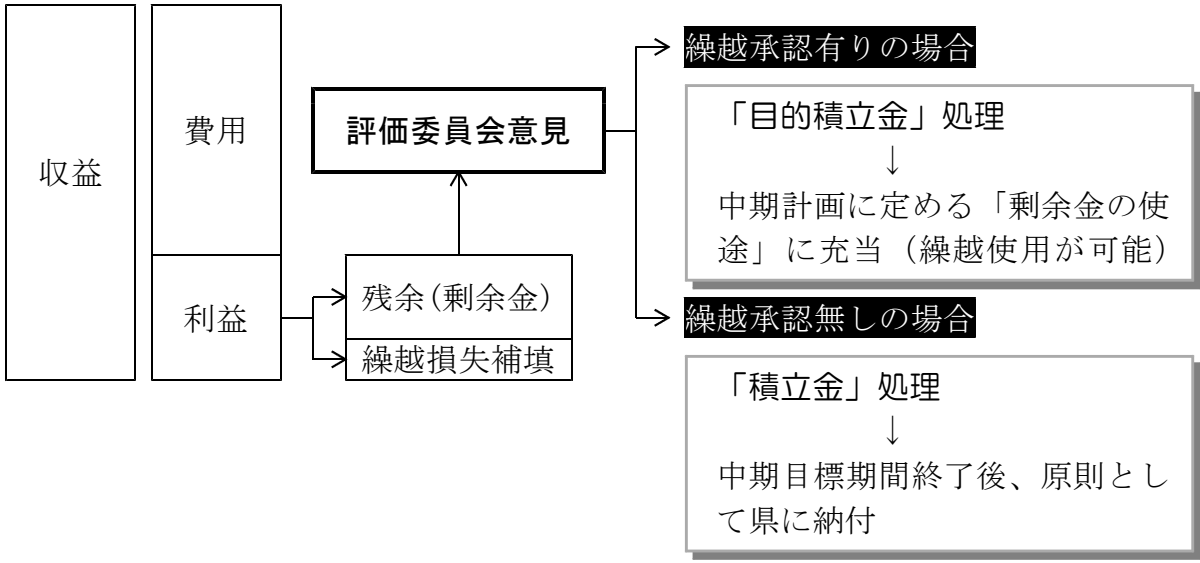 収益
費用
利益
残余(剰余金)
繰越損失補填
評価委員会意見
繰越承認有りの場合
「目的積立金」処理
↓
中期計画に定める「剰余金の使
途」に充当（繰越使用が可能）
繰越承認無しの場合
「積立金」処理
↓
中期目標期間終了後、原則とし
て県に納付